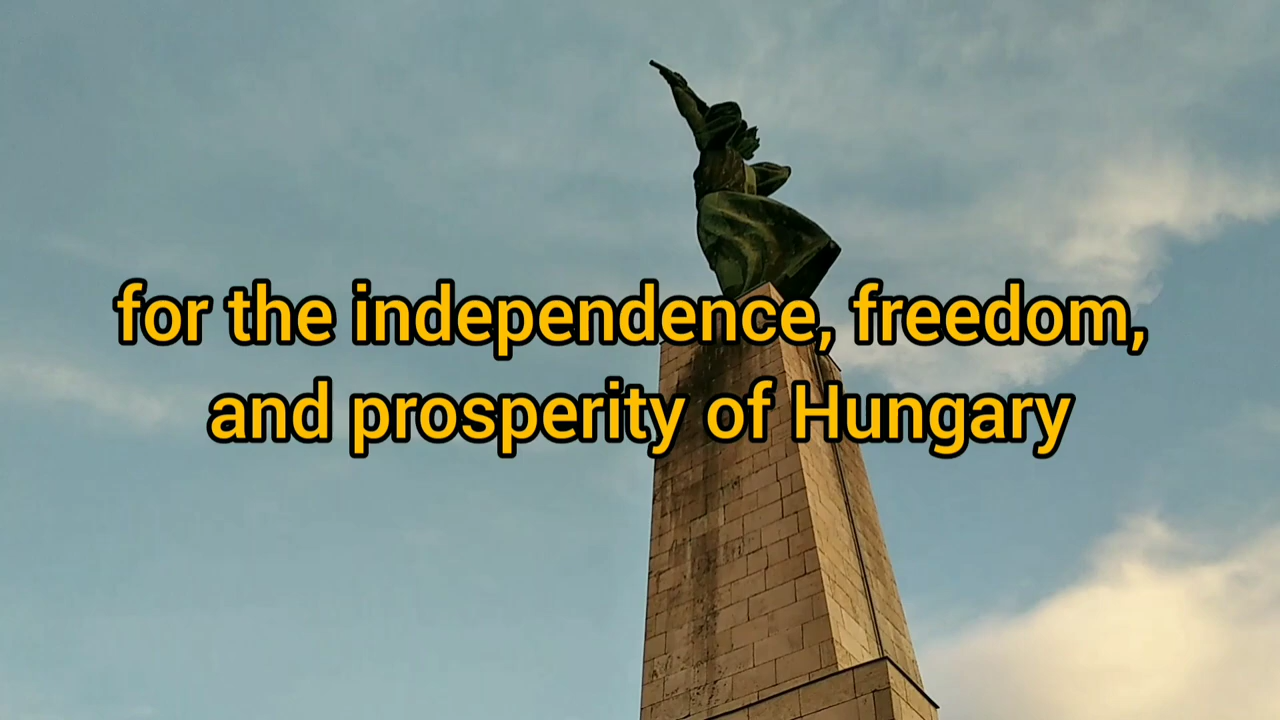 for the independence, freedom,
and prosperity of Hungary